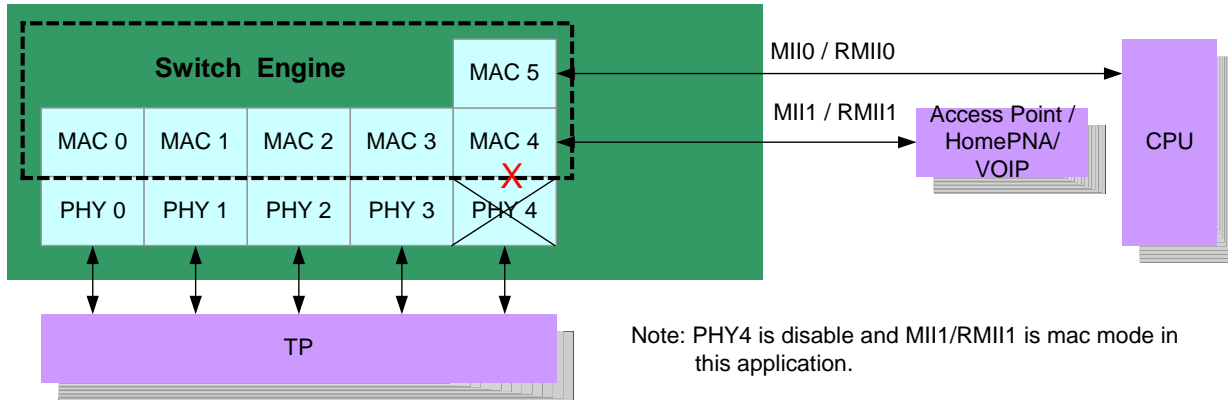 Switch Engine
MAC 5
MII0 / RMII0
MII1 / RMII1
Access Point /
HomePNA/
VOIP
CPU
MAC 0
MAC 1
MAC 2
MAC 3
MAC 4
X
PHY 0
PHY 1
PHY 2
PHY 3
PHY 4
TP
Note: PHY4 is disable and MII1/RMII1 is mac mode in
this application.